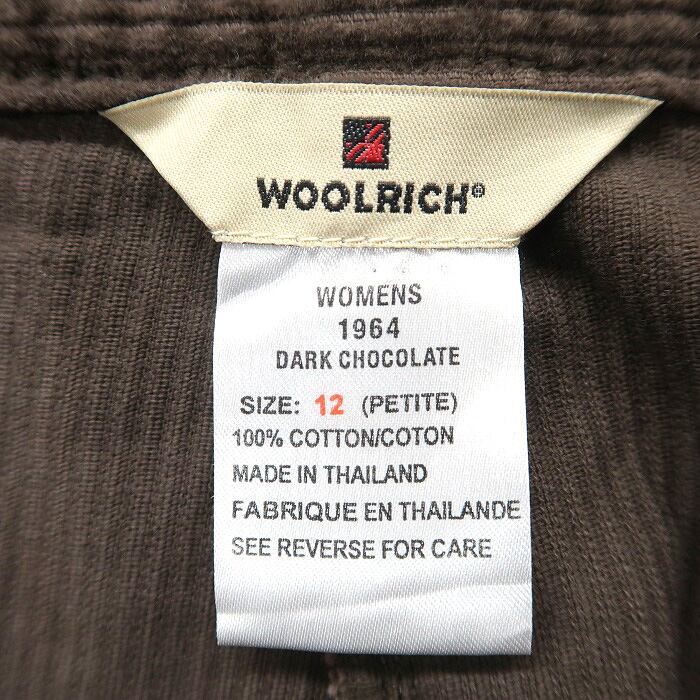 WOOLRICH®
WOMENS
1964
DARK CHOCOLATE
SIZE: 12 (PETITE)
100% COTTON/COTON
MADE IN THAILAND
FABRIQUE EN THAILANDE
SEE REVERSE FOR CARE